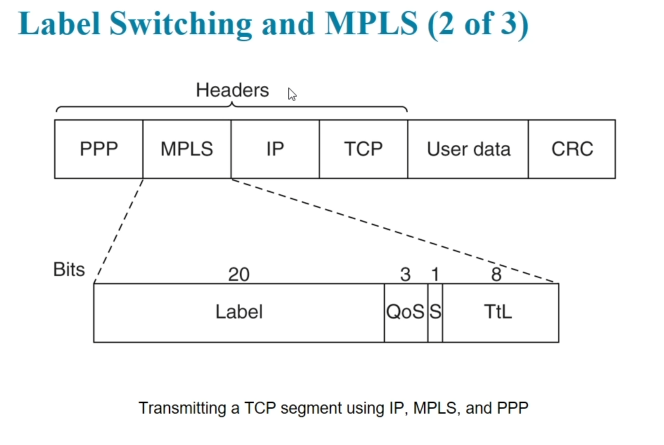 Label Switching and MPLS (2 of 3)
Headers
PPP MPLS IP TCP User data CRC
Bits 20 3 1 8
Label QoS S TtL
Transmitting a TCP segment using IP, MPLS, and PPP